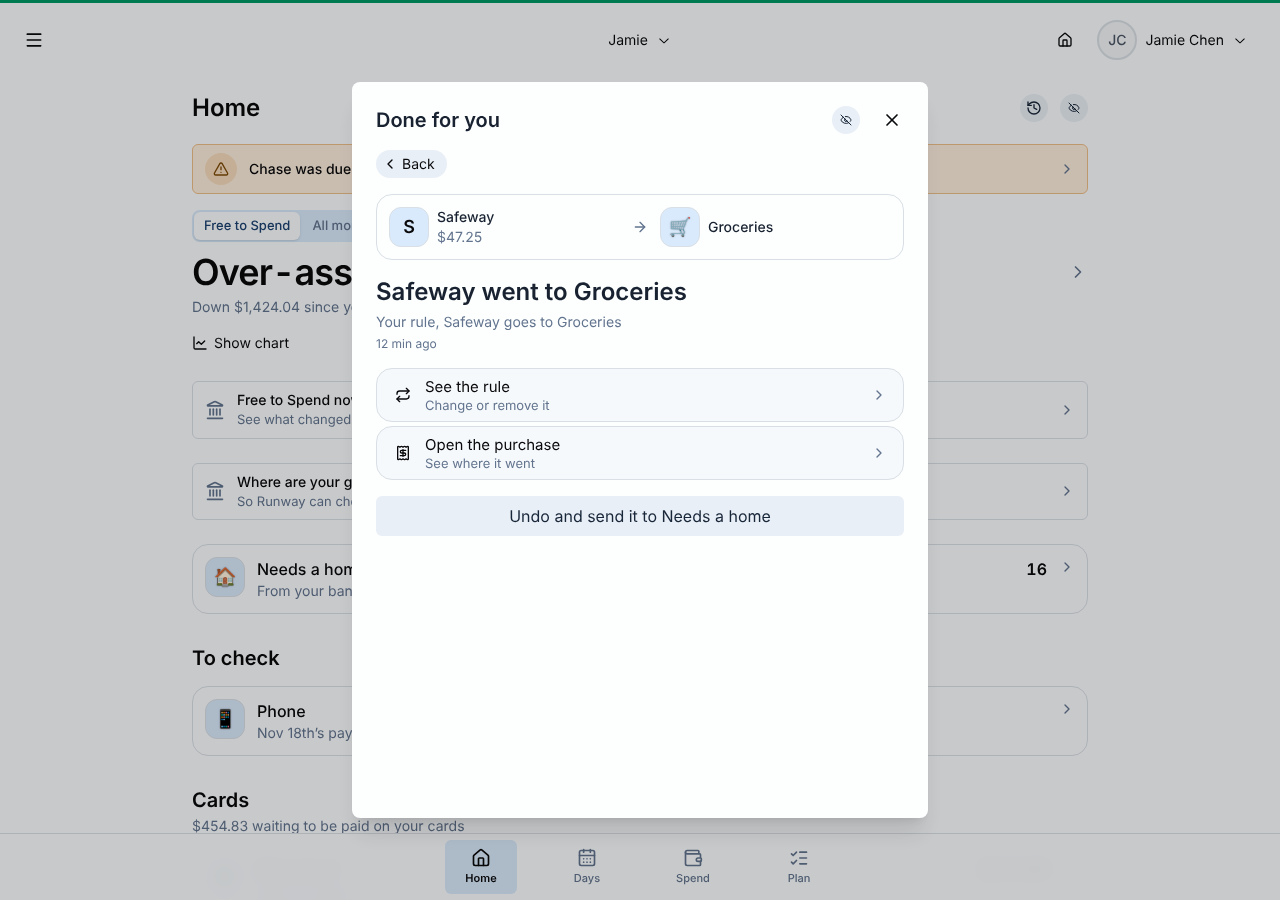 Jamie
JC
Jamie Chen
Home
Chase was due
Free to Spend
All mo
Over-ass
Down $1,424.04 since y
Show chart
Free to Spend no
See what changed
Where are your g
So Runway can ch
Needs a hom
From your ban
16
To check
Phone
Nov 18th’s pay
Cards
$454.83 waiting to be paid on your cards
Done for you
Back
S
Safeway
$47.25
Groceries
Safeway went to Groceries
Your rule, Safeway goes to Groceries
12 min ago
See the rule
Change or remove it
Open the purchase
See where it went
Undo and send it to Needs a home
Home
Days
Spend
Plan